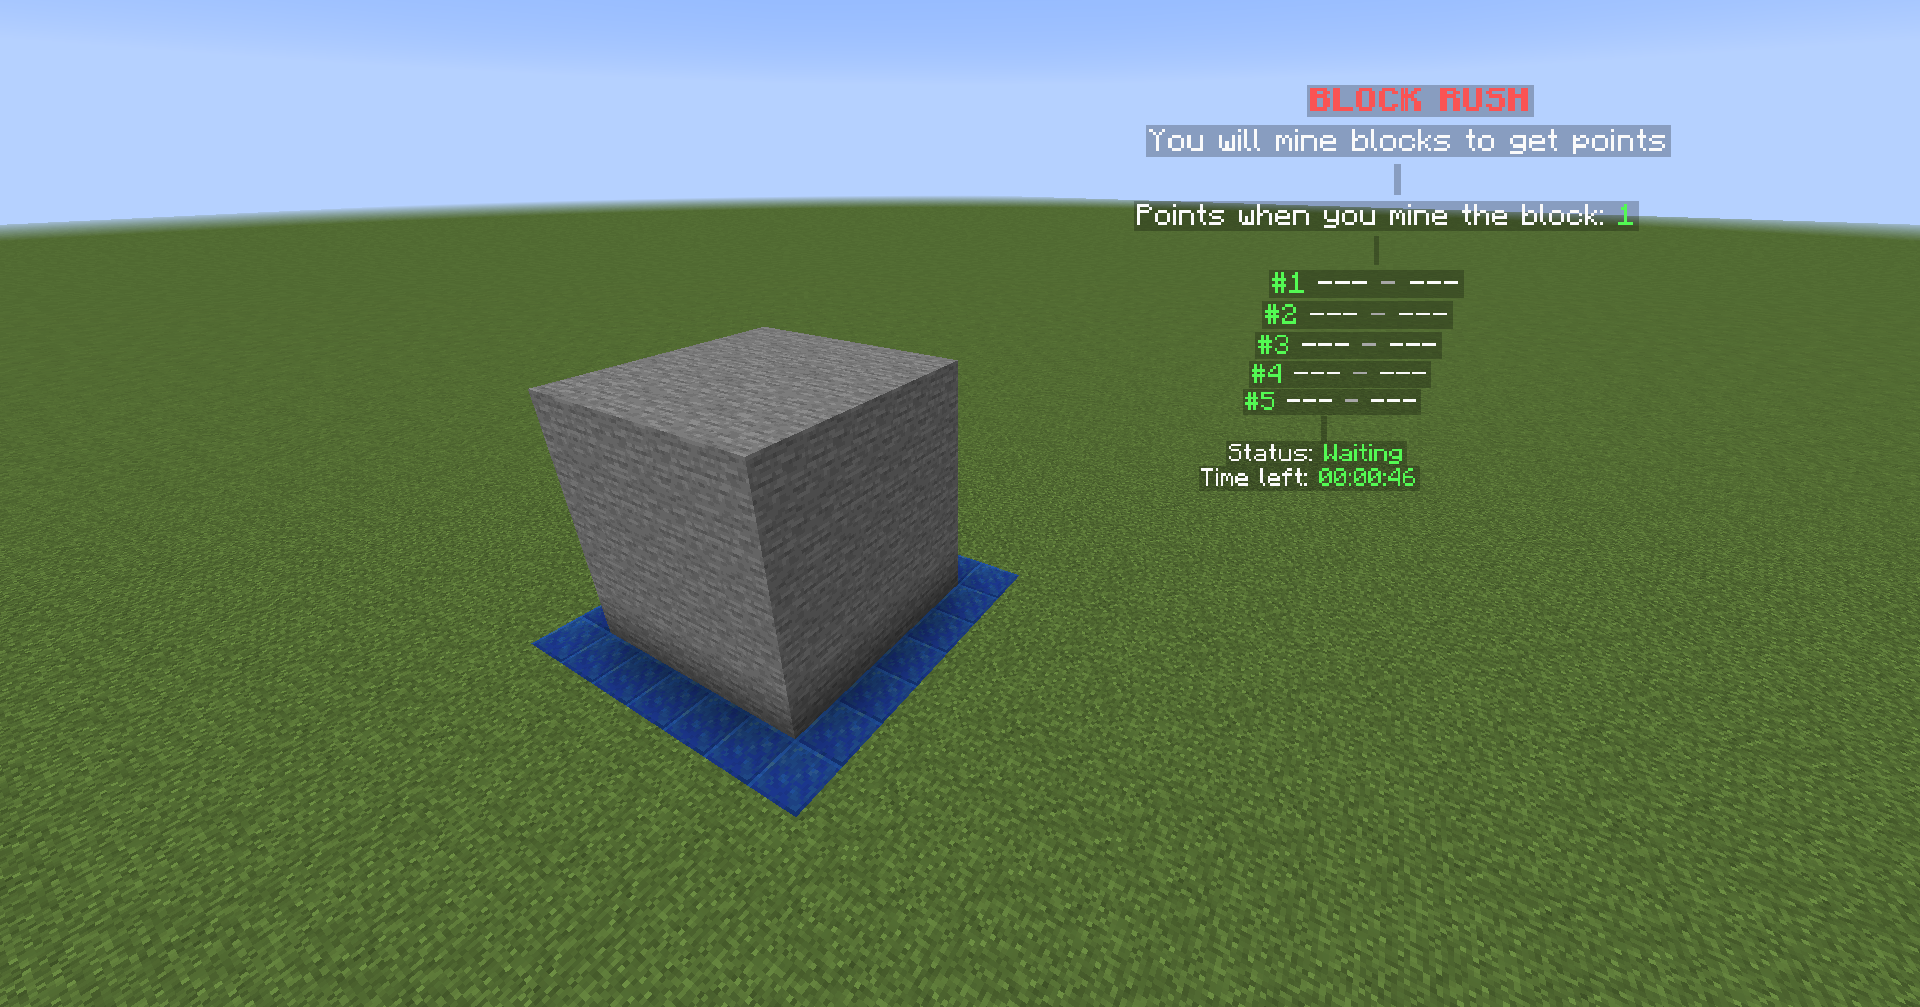 BLOCK RUSH
You will mine blocks to get points
Points when you mine the block: 1
#1 --- - ---
#2 --- - ---
#3 --- - ---
#4 --- - ---
#5 --- - ---
Status: Waiting
Time left: 00:00:46